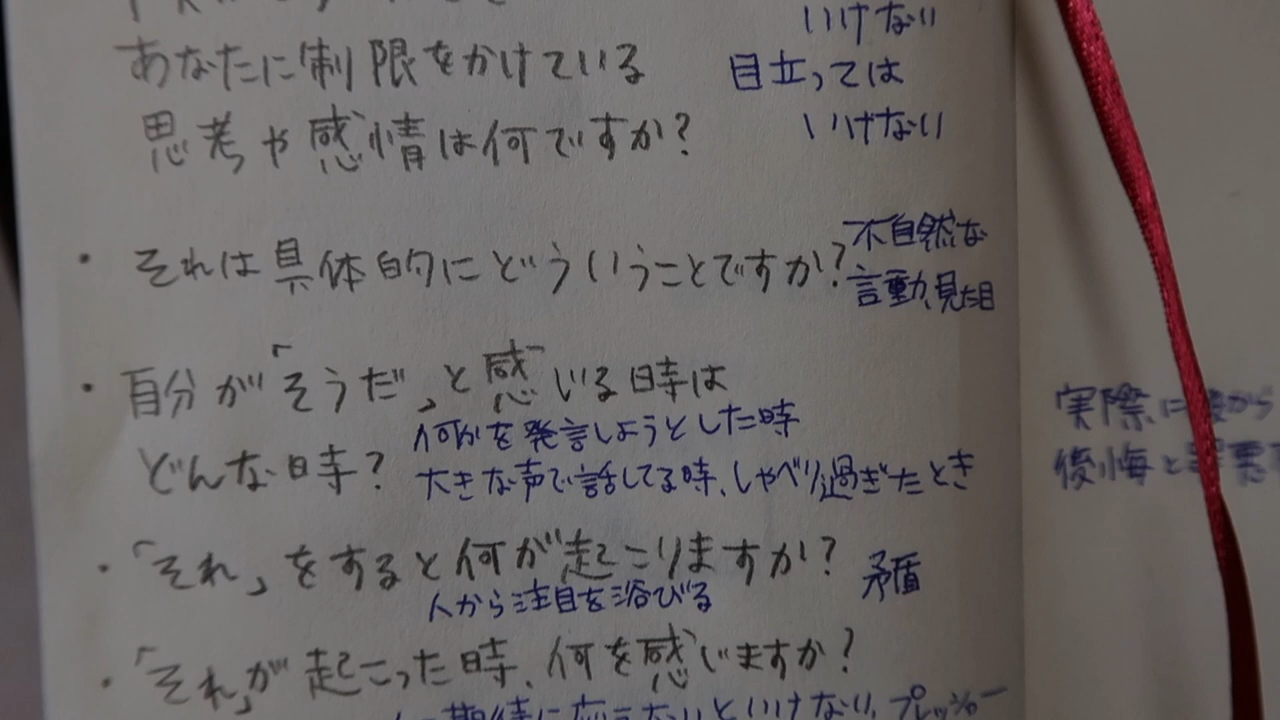 いけない
あなたに制限をかけている
目立っては
思考や感情は何ですか?
いけない
・それは具体的にどういうことですか?
不自然な
言動、見た目
・自分が「そうだ」と感じる時は
どんな時?
何かを発言しようとした時
大きな声で話してる時、しゃべり過ぎたとき
・「それ」をすると何が起こりますか?
矛盾
人から注目を浴びる
・「それ」が起こった時、何を感じますか?
期待に応えないといけない、プレッシャー
実際に後から
後悔と罪悪